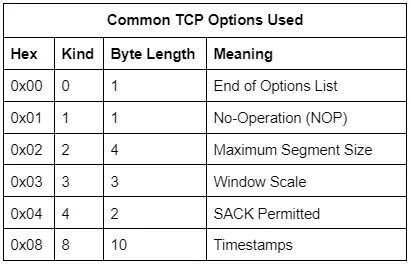 Common TCP Options Used
Hex Kind Byte Length Meaning
0x00 0 1 End of Options List
0x01 1 1 No-Operation (NOP)
0x02 2 4 Maximum Segment Size
0x03 3 3 Window Scale
0x04 4 2 SACK Permitted
0x08 8 10 Timestamps